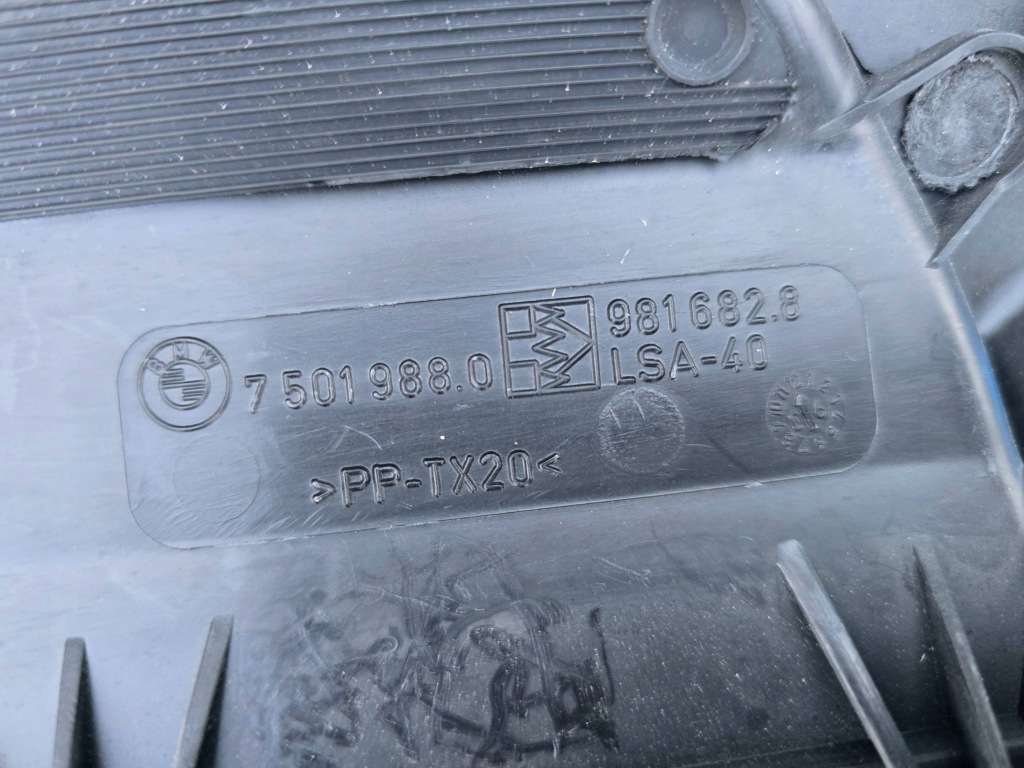 BMW
7 501 988.0
981 682.8
LSA-40
>PP-TX20<